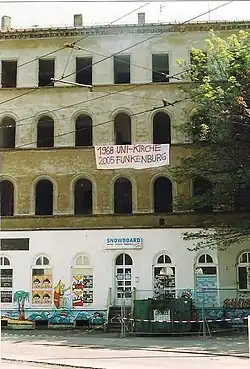 1968 UNI-KIRCHE
2005 FUNKENBURG
SNOWBOARD